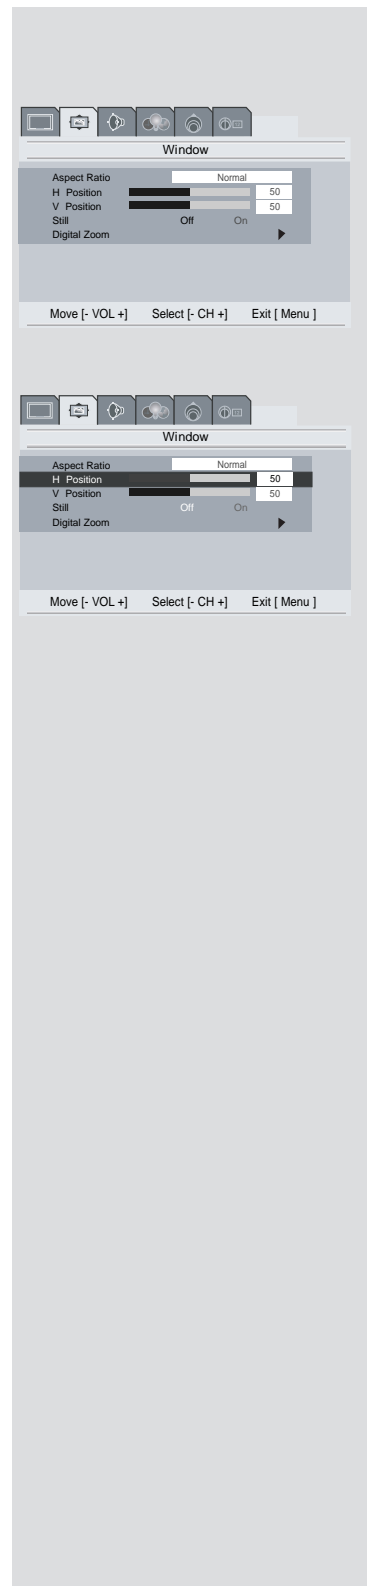 Window
Aspect Ratio Normal
H Position 50
V Position 50
Still Off On
Digital Zoom
Move [- VOL +] Select [- CH +] Exit [ Menu ]
Window
Aspect Ratio Normal
H Position 50
V Position 50
Still Off On
Digital Zoom
Move [- VOL +] Select [- CH +] Exit [ Menu ]